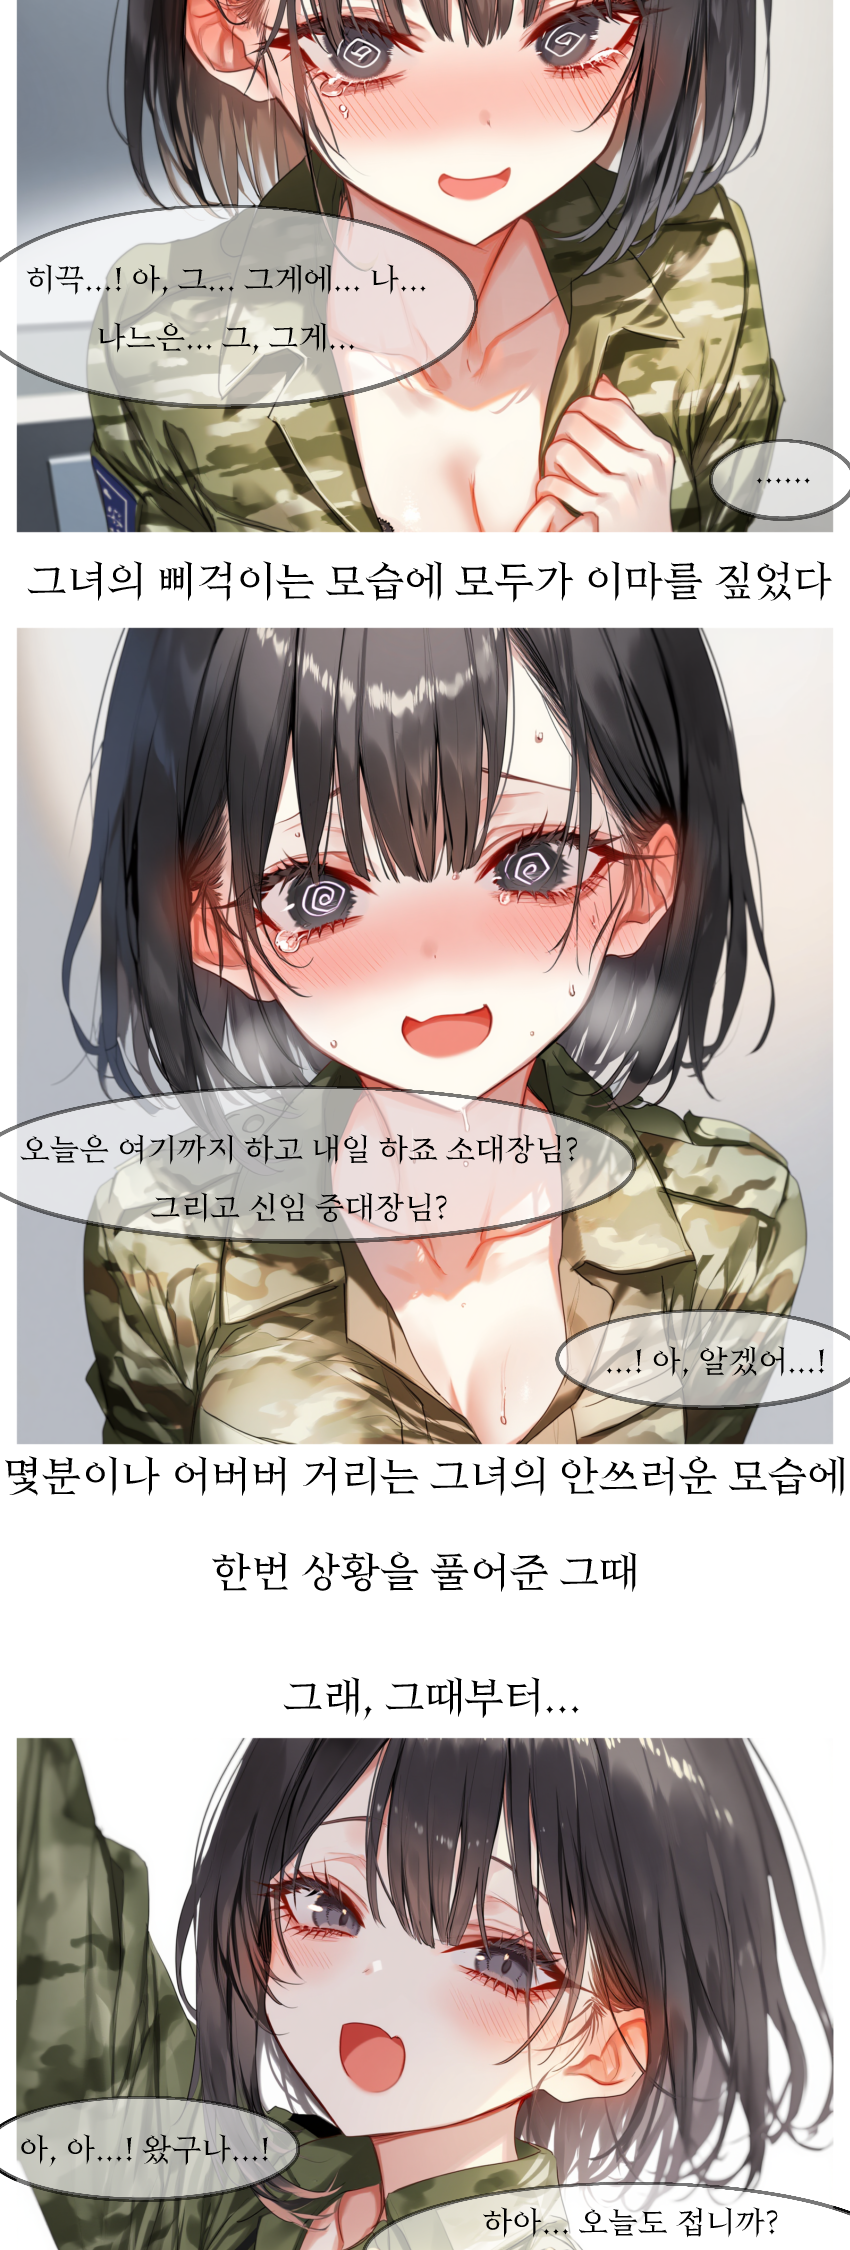 히끅...! 아, 그... 그게에... 나...
나느은... 그, 그게...
......
그녀의 삐걱이는 모습에 모두가 이마를 짚었다
오늘은 여기까지 하고 내일 하죠 소대장님?
그리고 신임 중대장님?
...! 아, 알겠어...!
몇분이나 어버버 거리는 그녀의 안쓰러운 모습에
한번 상황을 풀어준 그때
그래, 그때부터...
아, 아...! 왔구나...!
하아... 오늘도 접니까?